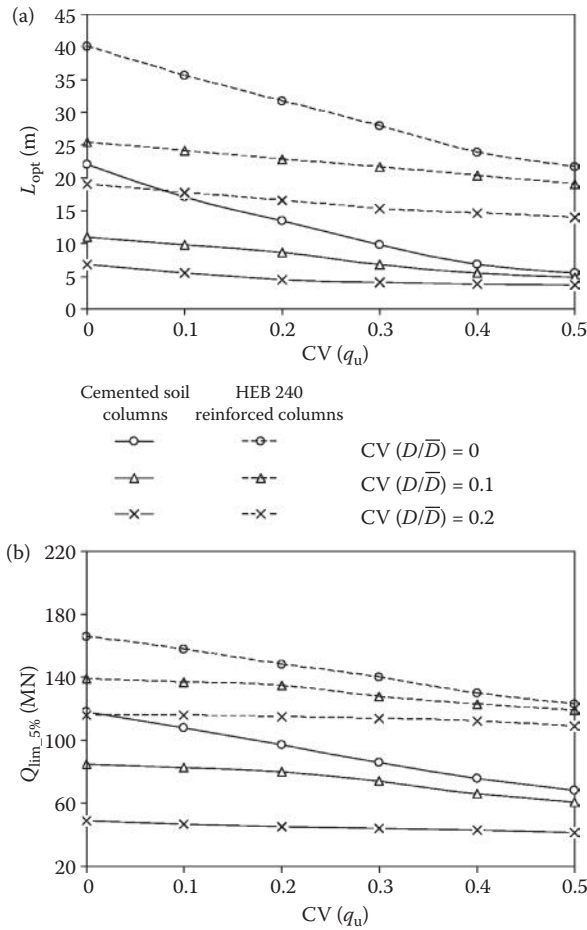 (a)
45
40
35
30
25
20
15
10
5
0
L_opt (m)
0 0.1 0.2 0.3 0.4 0.5
CV (q_u)
Cemented soil columns
HEB 240 reinforced columns
CV (D/D̅) = 0
CV (D/D̅) = 0.1
CV (D/D̅) = 0.2
(b)
220
180
140
100
60
20
Q_lim_5% (MN)
0 0.1 0.2 0.3 0.4 0.5
CV (q_u)